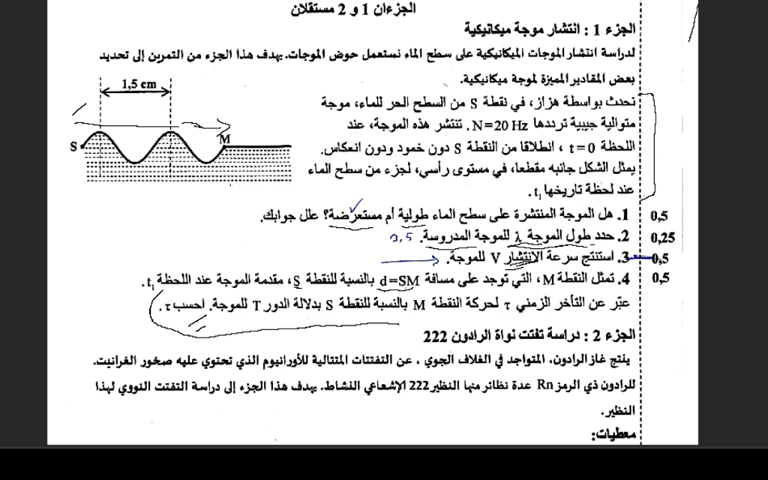 الجزءان 1 و 2 مستقلان
الجزء 1 : انتشار موجة ميكانيكية
لدراسة انتشار الموجات الميكانيكية على سطح الماء نستعمل حوض الموجات. يهدف هذا الجزء من التمرين إلى تحديد
بعض المقادير المميزة لموجة ميكانيكية.
نحدث بواسطة هزاز، في نقطة S من السطح الحر للماء، موجة
متوالية جيبية ترددها N=20 Hz. تنتشر هذه الموجة، عند
اللحظة t=0 ، انطلاقا من النقطة S دون خمود ودون انعكاس.
يمثل الشكل جانبه مقطعا، في مستوى رأسي، لجزء من سطح الماء
عند لحظة تاريخها t₁.
1,5 cm
S
M
0,5
1. هل الموجة المنتشرة على سطح الماء طولية أم مستعرضة؟ علل جوابك.
0,25
2. حدد طول الموجة λ للموجة المدروسة. 0.5
0,5
3. استنتج سرعة الانتشار V للموجة.
0,5
4. تمثل النقطة M، التي توجد على مسافة d=SM بالنسبة للنقطة S، مقدمة الموجة عند اللحظة t₁.
عبّر عن التأخر الزمني τ لحركة النقطة M بالنسبة للنقطة S بدلالة الدور T للموجة. احسب τ.
الجزء 2 : دراسة تفتت نواة الرادون 222
ينتج غاز الرادون، المتواجد في الغلاف الجوي ، عن التفتتات المتتالية للأورانيوم الذي تحتوي عليه صخور الغرانيت.
للرادون ذي الرمز Rn عدة نظائر منها النظير 222 الإشعاعي النشاط. يهدف هذا الجزء إلى دراسة التفتت النووي لهذا
النظير.
معطيات: